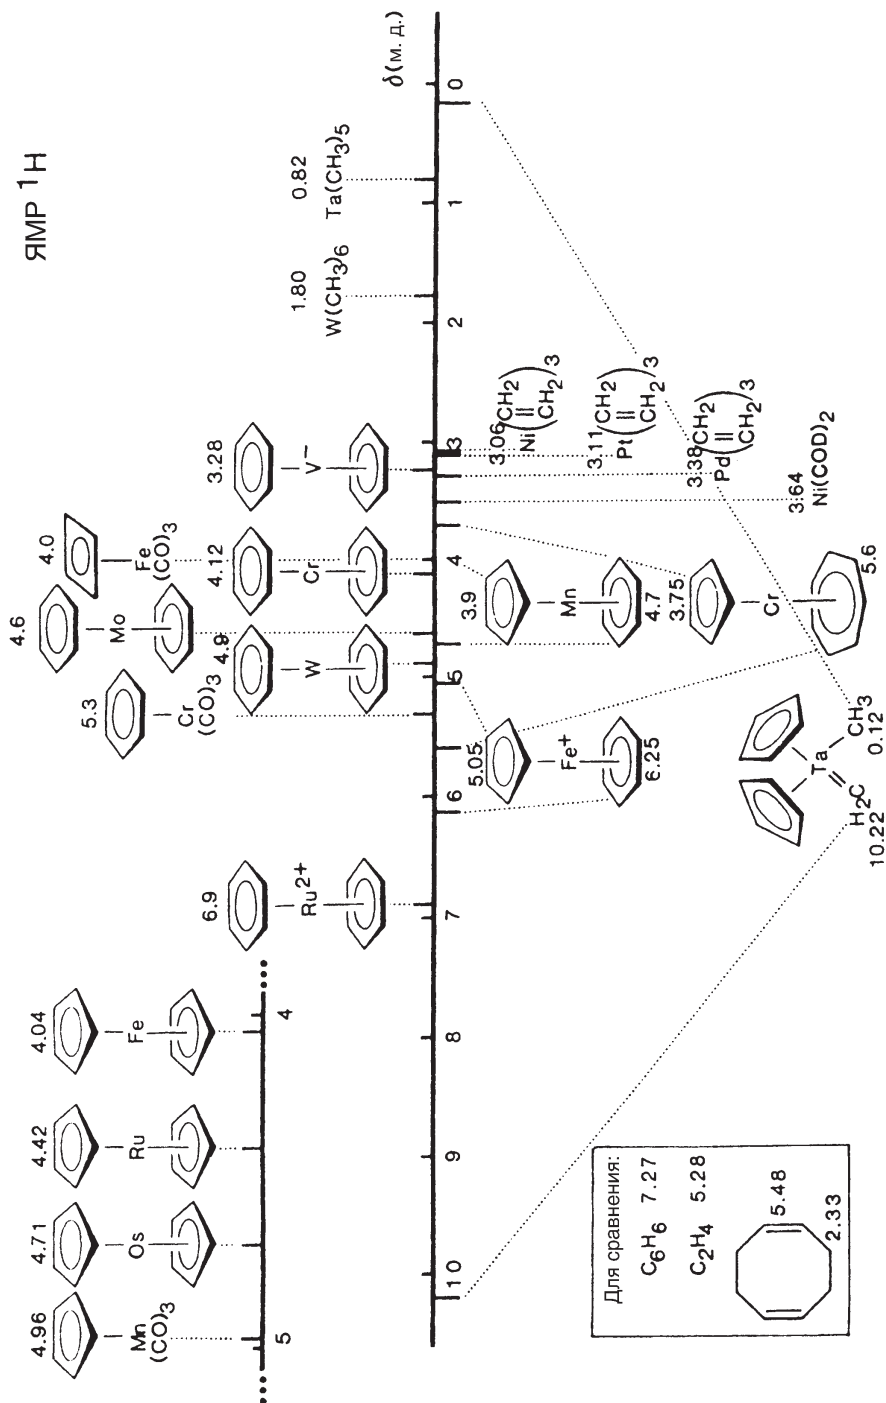 ЯМР ¹H
δ(м. д.)
0
1
2
3
4
5
6
7
8
9
10
0.82
Ta(CH₃)₅
1.80
W(CH₃)₆
3.28
V⁻
4.0
Fe
(CO)₃
4.12
Cr
4.6
Mo
4.9
W
5.3
Cr
(CO)₃
6.9
Ru²⁺
4.04
Fe
4.42
Ru
4.71
Os
4.96
Mn
(CO)₃
4
5
3.06
Ni(CH₂=CH₂)₃
3.11
Pt(CH₂=CH₂)₃
3.38
Pd(CH₂=CH₂)₃
3.64
Ni(COD)₂
3.9
Mn
4.7
3.75
Cr
5.6
5.05
Fe⁺
6.25
Ta
CH₃
0.12
H₂C
10.22
Для сравнения:
C₆H₆ 7.27
C₂H₄ 5.28
5.48
2.33